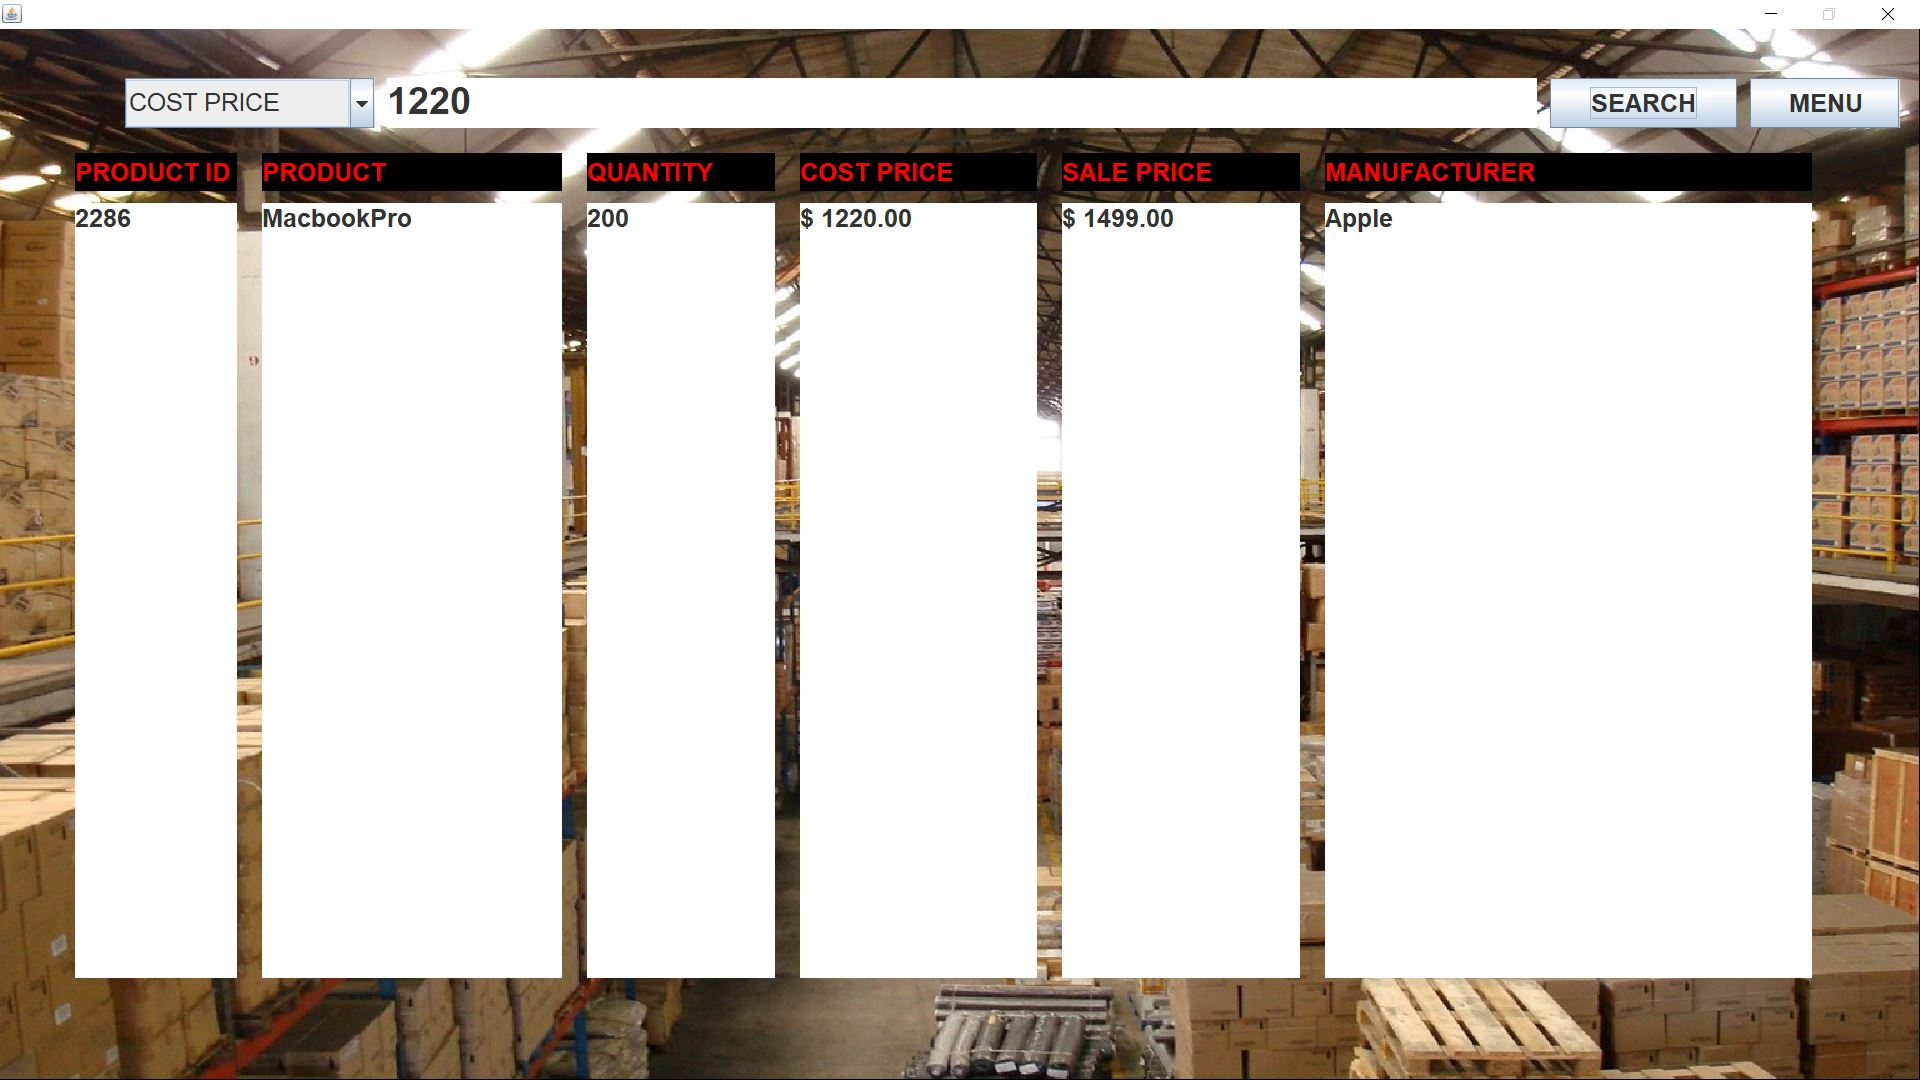 COST PRICE 1220 SEARCH MENU
PRODUCT ID PRODUCT QUANTITY COST PRICE SALE PRICE MANUFACTURER
2286 MacbookPro 200 $ 1220.00 $ 1499.00 Apple